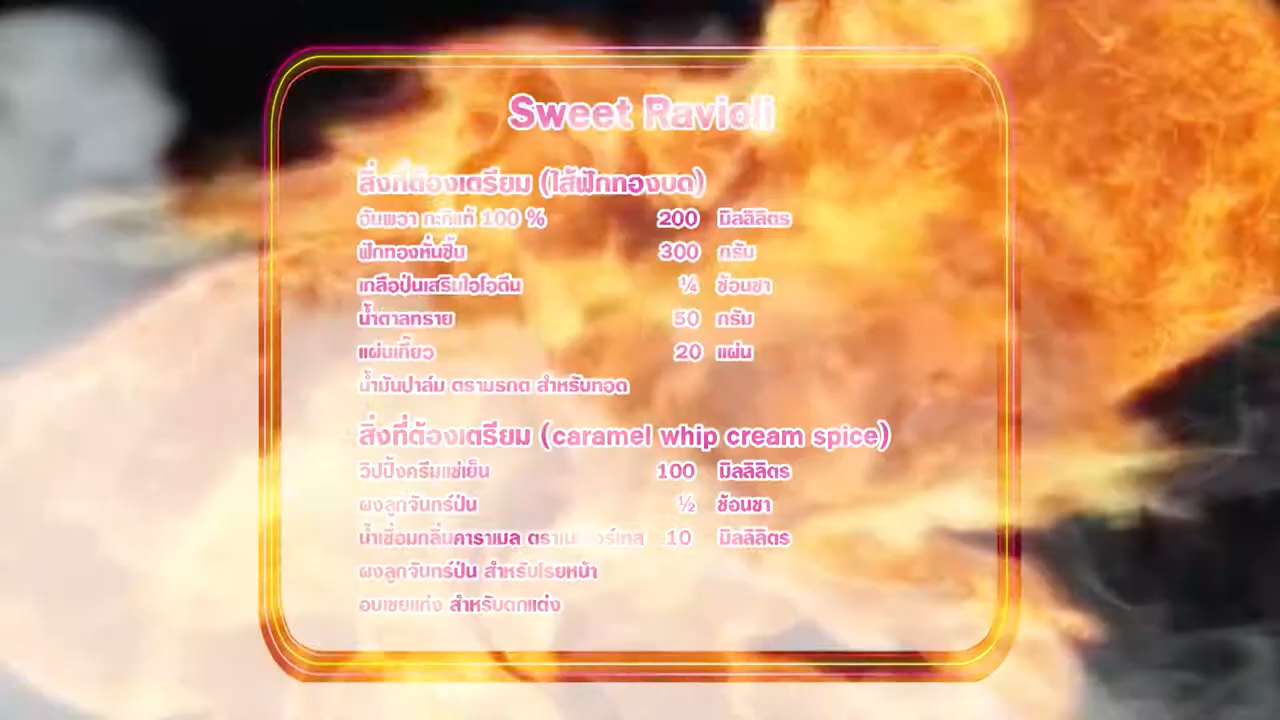 Sweet Ravioli
สิ่งที่ต้องเตรียม (ไส้ฟักทองบด)
อัมพวา กะทิแท้ 100 % 200 มิลลิลิตร
ฟักทองหั่นชิ้น 300 กรัม
เกลือป่นเสริมไอโอดีน ¼ ช้อนชา
น้ำตาลทราย 50 กรัม
แผ่นเกี๊ยว 20 แผ่น
น้ำมันปาล์ม ตรามรกต สำหรับทอด
สิ่งที่ต้องเตรียม (caramel whip cream spice)
วิปปิ้งครีมแช่เย็น 100 มิลลิลิตร
ผงลูกจันทร์ป่น ½ ช้อนชา
น้ำเชื่อมกลิ่นคาราเมล 10 มิลลิลิตร
ผงลูกจันทร์ป่น สำหรับโรยหน้า
อบเชยแท่ง สำหรับตกแต่ง